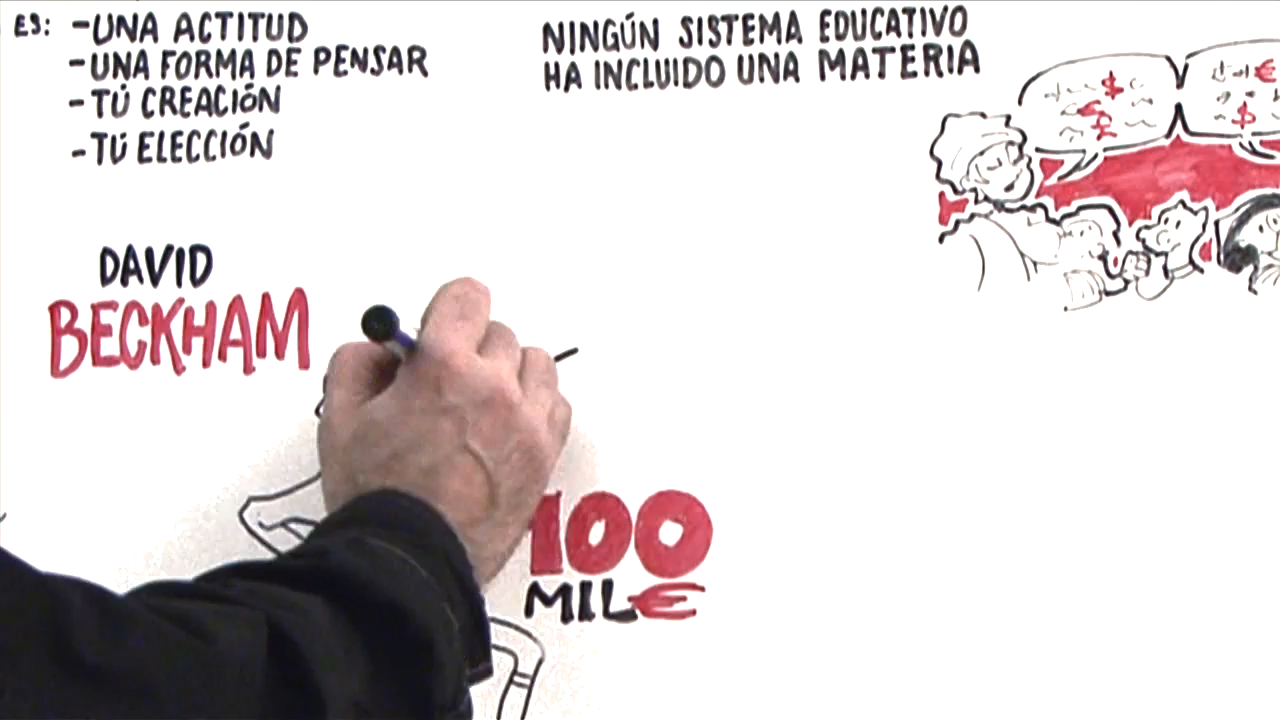 ES: -UNA ACTITUD
-UNA FORMA DE PENSAR
-TÚ CREACIÓN
-TÚ ELECCIÓN
NINGÚN SISTEMA EDUCATIVO
HA INCLUIDO UNA MATERIA
$
€
£
€
$
DAVID
BECKHAM
100
MIL€